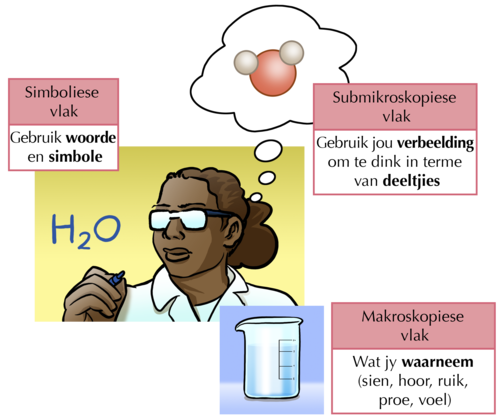 Simboliese
vlak
Gebruik woorde
en simbole
Submikroskopiese
vlak
Gebruik jou verbeelding
om te dink in terme
van deeltjies
H₂O
Makroskopiese
vlak
Wat jy waarneem
(sien, hoor, ruik,
proe, voel)